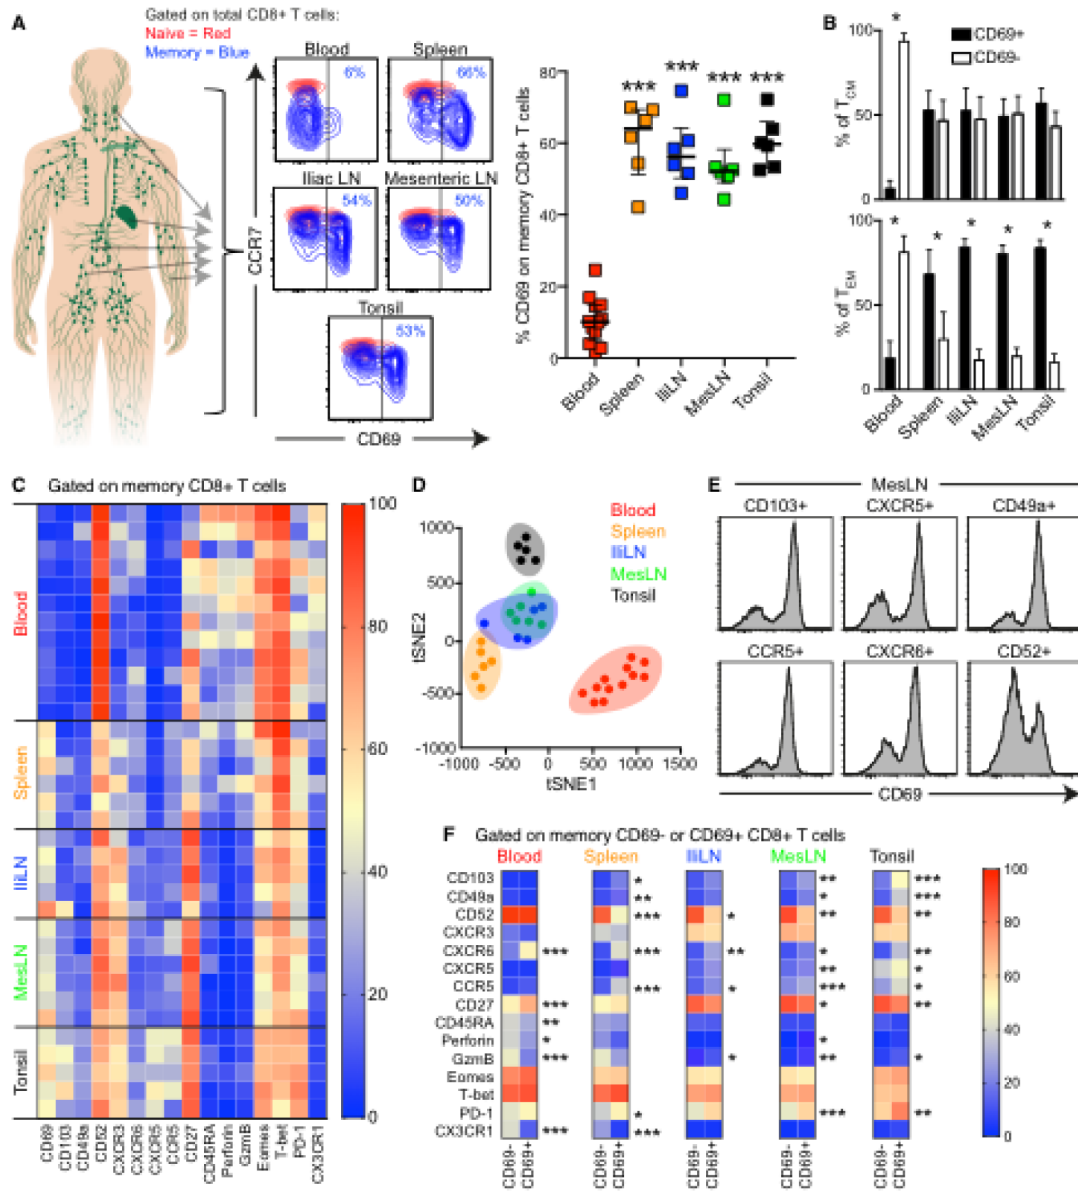 A
Gated on total CD8+ T cells:
Naive = Red
Memory = Blue
Blood
6%
Spleen
66%
Iliac LN
54%
Mesenteric LN
50%
Tonsil
53%
CCR7
CD69
% CD69 on memory CD8+ T cells
80
60
40
20
0
***
***
***
***
Blood
Spleen
IliLN
MesLN
Tonsil
B
CD69+
CD69-
% of TCM
100
50
0
*
% of TEM
100
50
0
*
*
*
*
*
Blood
Spleen
IliLN
MesLN
Tonsil
C
Gated on memory CD8+ T cells
Blood
Spleen
IliLN
MesLN
Tonsil
100
80
60
40
20
0
CD69
CD103
CD49a
CD52
CXCR3
CXCR6
CXCR5
CCR5
CD27
CD45RA
Perforin
GzmB
Eomes
T-bet
PD-1
CX3CR1
D
tSNE2
1000
500
0
-500
-1000
-1000
-500
0
500
1000
1500
tSNE1
Blood
Spleen
IliLN
MesLN
Tonsil
E
MesLN
CD103+
CXCR5+
CD49a+
CCR5+
CXCR6+
CD52+
CD69
F
Gated on memory CD69- or CD69+ CD8+ T cells
Blood
Spleen
IliLN
MesLN
Tonsil
CD103 * ** ***
CD49a ** * ***
CD52 *** * ** **
CXCR3
CXCR6 *** *** ** * **
CXCR5 ** *
CCR5 *** * *** *
CD27 *** * **
CD45RA **
Perforin * *
GzmB *** * ** *
Eomes
T-bet
PD-1 * *** **
CX3CR1 *** ***
CD69-
CD69+
CD69-
CD69+
CD69-
CD69+
CD69-
CD69+
CD69-
CD69+
100
80
60
40
20
0